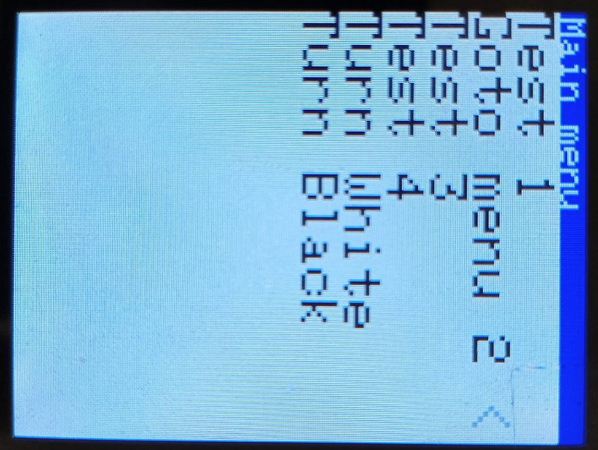 Main menu
Test 1
Goto menu 2
Test 3
Test 4
Turn White
Turn Black